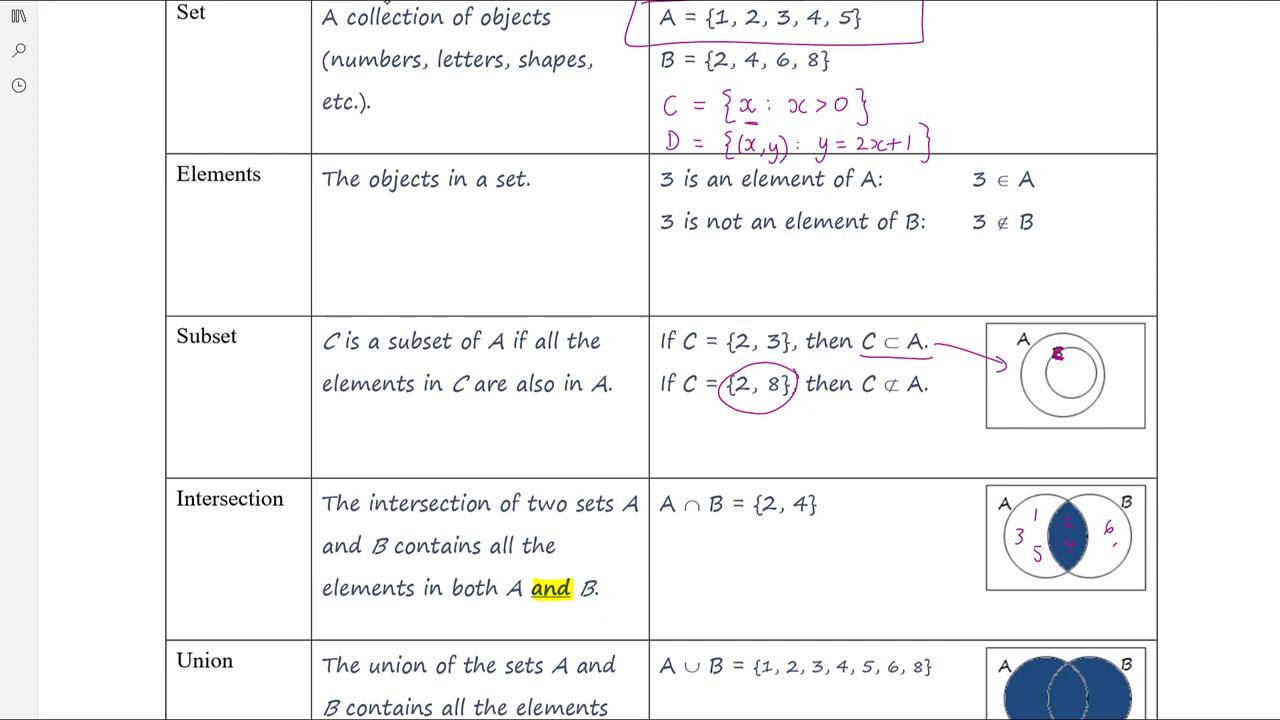 Set
A collection of objects
(numbers, letters, shapes,
etc.).
A = {1, 2, 3, 4, 5}
B = {2, 4, 6, 8}
C = {x : x > 0}
D = {(x,y) : y = 2x+1}
Elements
The objects in a set.
3 is an element of A: 3 ∈ A
3 is not an element of B: 3 ∉ B
Subset
C is a subset of A if all the
elements in C are also in A.
If C = {2, 3}, then C ⊂ A.
If C = {2, 8}, then C ⊄ A.
A
Intersection
The intersection of two sets A
and B contains all the
elements in both A and B.
A ∩ B = {2, 4}
A B
1 2 6
3 4
5
Union
The union of the sets A and
B contains all the elements
A ∪ B = {1, 2, 3, 4, 5, 6, 8}
A B